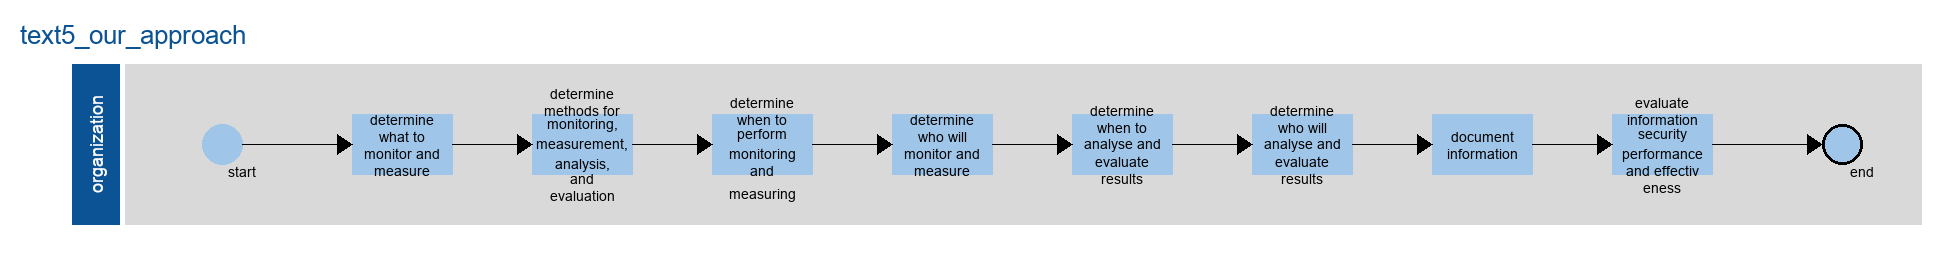 text5_our_approach
organization
start
determine
what to
monitor and
measure
determine
methods for
monitoring,
measurement,
analysis,
and
evaluation
determine
when to
perform
monitoring
and
measuring
determine
who will
monitor and
measure
determine
when to
analyse and
evaluate
results
determine
who will
analyse and
evaluate
results
document
information
evaluate
information
security
performance
and effectiv
eness
end